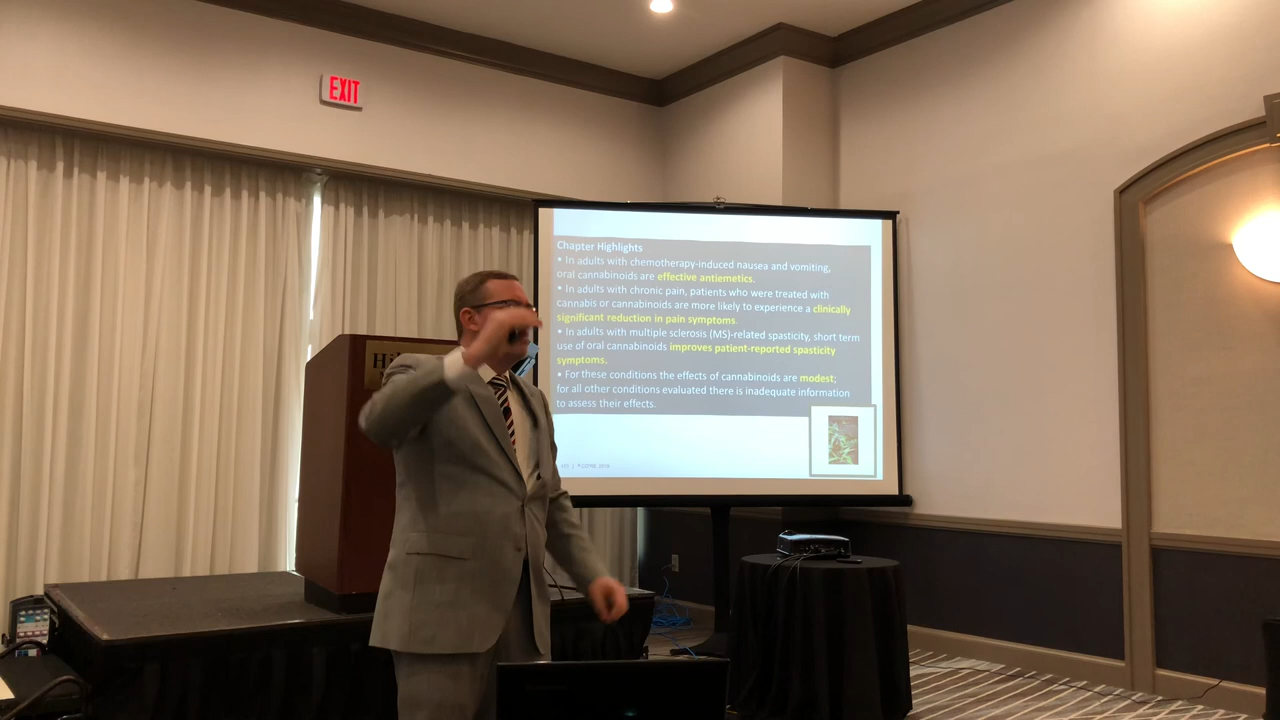 EXIT
Hil
Chapter Highlights
• In adults with chemotherapy-induced nausea and vomiting,
oral cannabinoids are effective antiemetics.
• In adults with chronic pain, patients who were treated with
cannabis or cannabinoids are more likely to experience a clinically
significant reduction in pain symptoms.
• In adults with multiple sclerosis (MS)-related spasticity, short term
use of oral cannabinoids improves patient-reported spasticity
symptoms.
• For these conditions the effects of cannabinoids are modest;
for all other conditions evaluated there is inadequate information
to assess their effects.